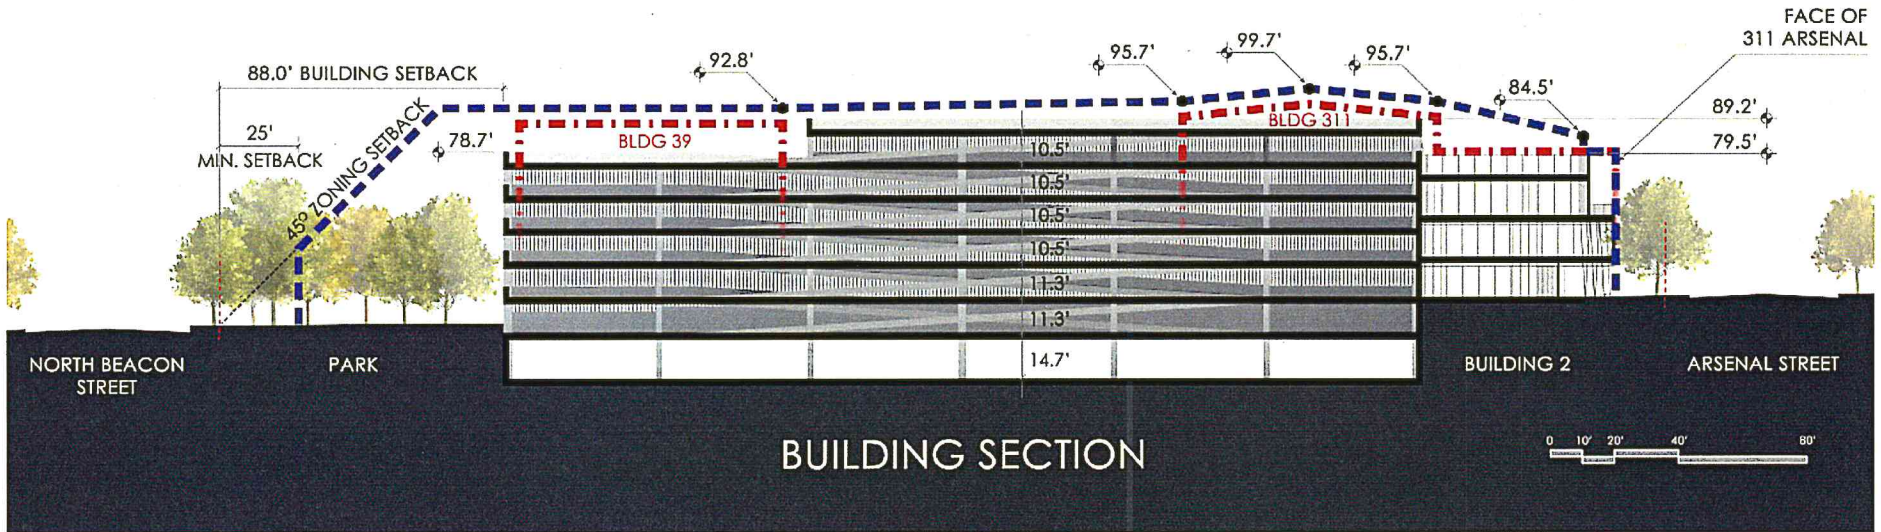 FACE OF
311 ARSENAL
99.7'
92.8'
95.7'
95.7'
88.0' BUILDING SETBACK
84.5'
89.2'
45º ZONING SETBACK
BLDG 311
25'
78.7'
BLDG 39
79.5'
MIN. SETBACK
10.5'
10.5'
10.5'
10.5'
11.3'
11.3'
14.7'
NORTH BEACON
STREET
PARK
BUILDING 2
ARSENAL STREET
BUILDING SECTION
0 10' 20' 40' 80'